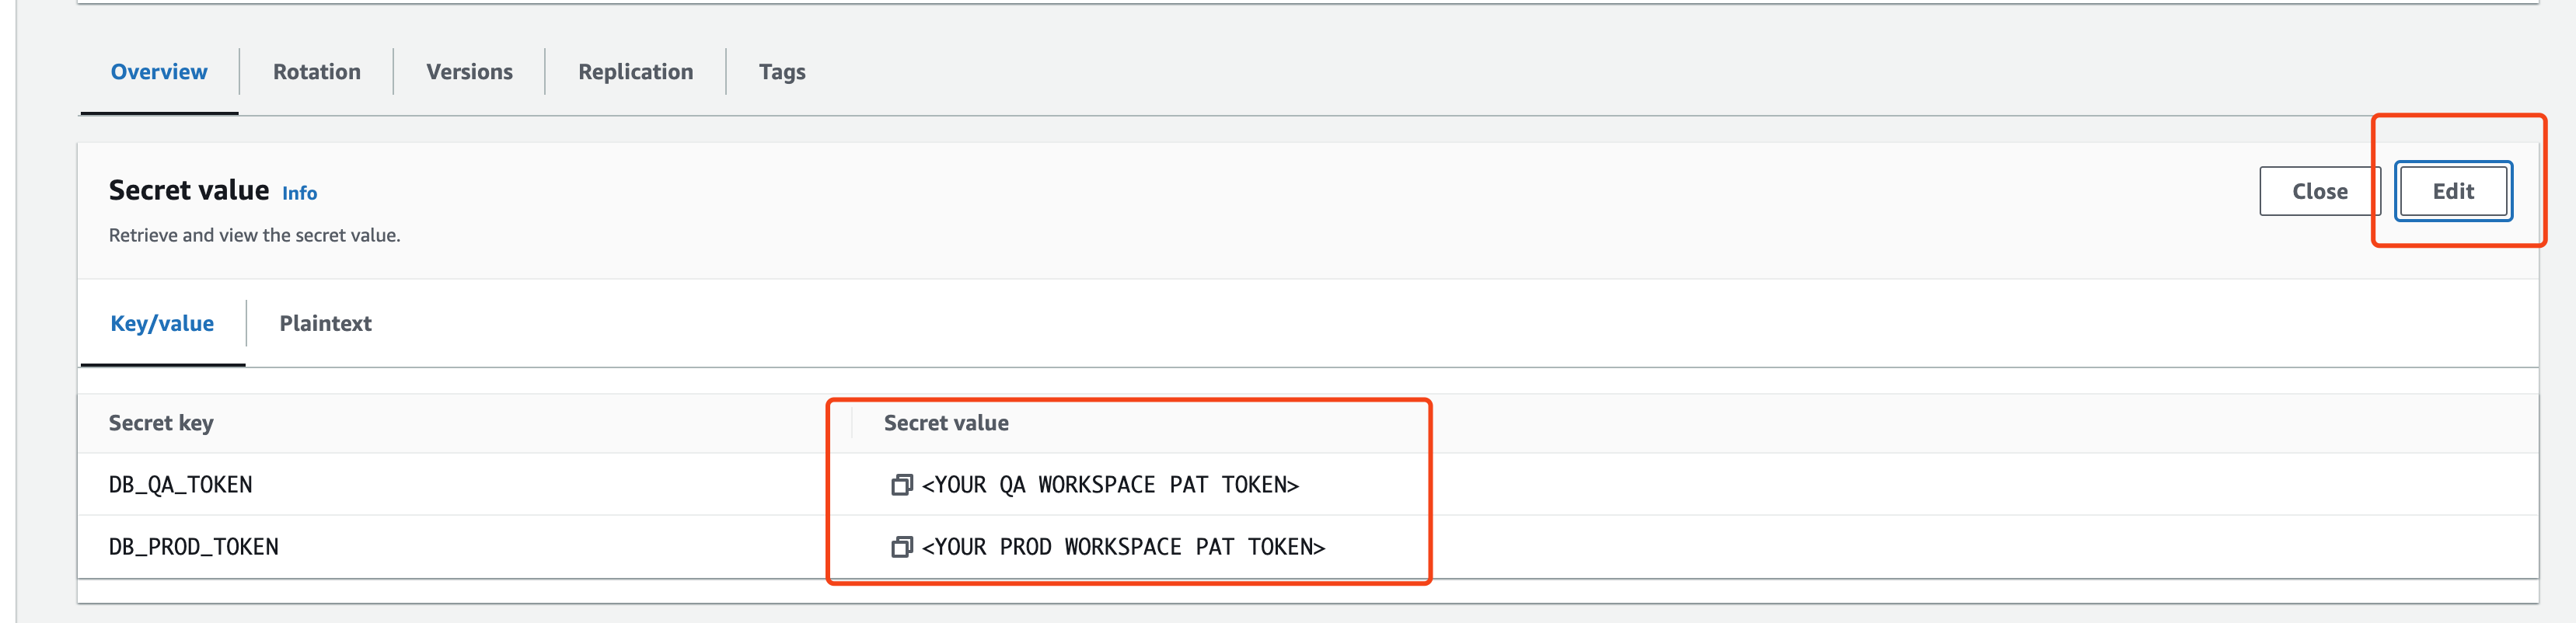 Overview Rotation Versions Replication Tags
Secret value Info
Close Edit
Retrieve and view the secret value.
Key/value Plaintext
Secret key Secret value
DB_QA_TOKEN <YOUR QA WORKSPACE PAT TOKEN>
DB_PROD_TOKEN <YOUR PROD WORKSPACE PAT TOKEN>